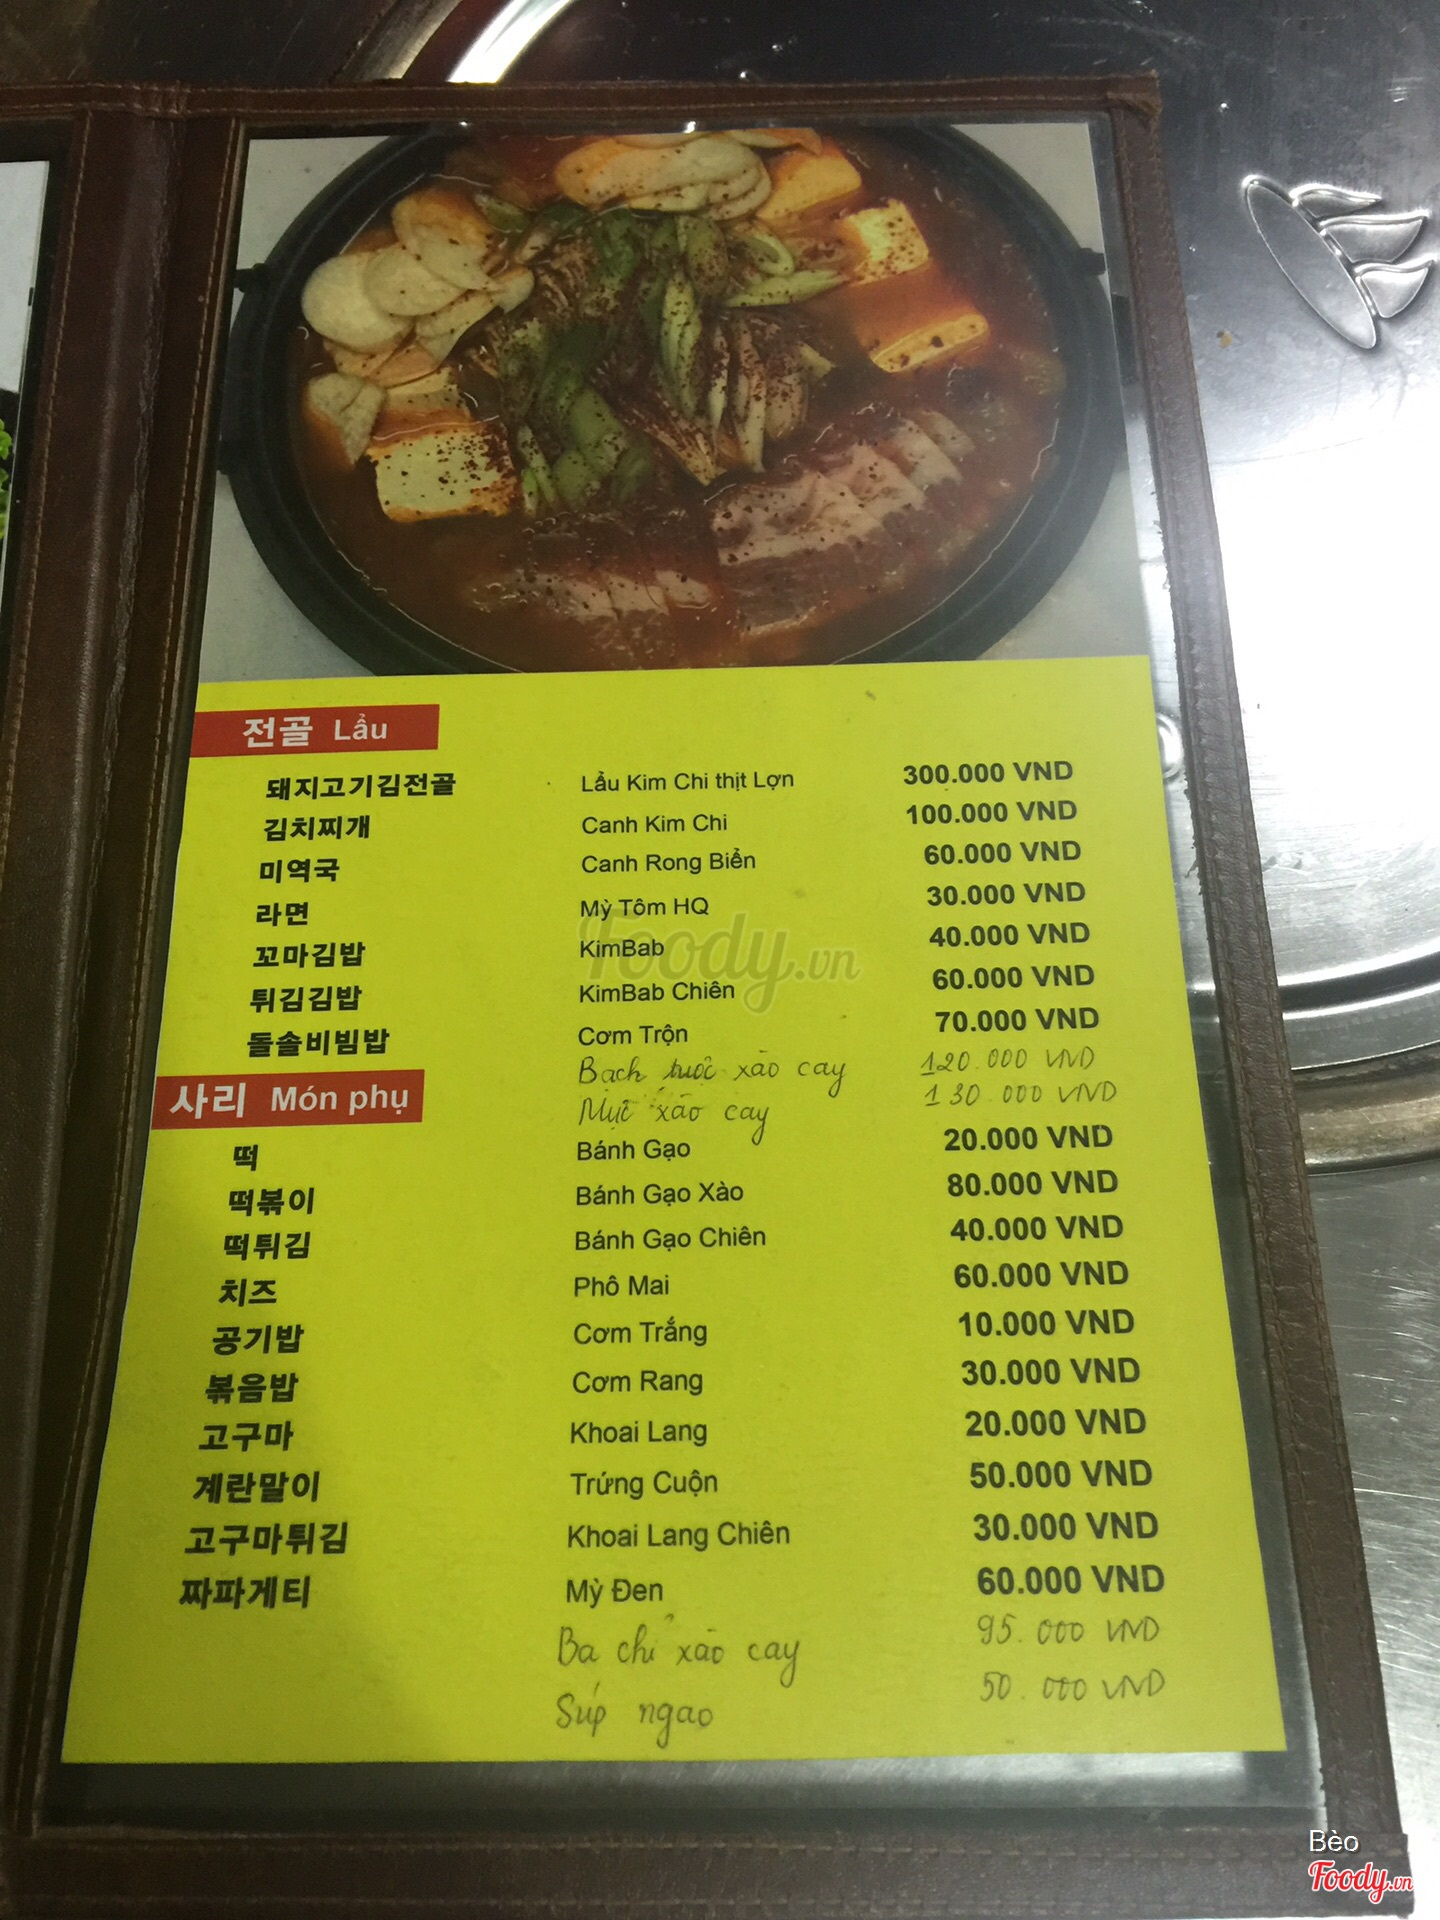 전골 Lẩu
돼지고기김전골 Lẩu Kim Chi thịt Lợn 300.000 VND
김치찌개 Canh Kim Chi 100.000 VND
미역국 Canh Rong Biển 60.000 VND
라면 Mỳ Tôm HQ 30.000 VND
꼬마김밥 KimBab 40.000 VND
튀김김밥 KimBab Chiên 60.000 VND
돌솥비빔밥 Cơm Trộn 70.000 VND
Bạch tuộc xào cay 120.000 VND
Mực xào cay 130.000 VND
사리 Món phụ
떡 Bánh Gạo 20.000 VND
떡볶이 Bánh Gạo Xào 80.000 VND
떡튀김 Bánh Gạo Chiên 40.000 VND
치즈 Phô Mai 60.000 VND
공기밥 Cơm Trắng 10.000 VND
볶음밥 Cơm Rang 30.000 VND
고구마 Khoai Lang 20.000 VND
계란말이 Trứng Cuộn 50.000 VND
고구마튀김 Khoai Lang Chiên 30.000 VND
짜파게티 Mỳ Đen 60.000 VND
Ba chỉ xào cay 95.000 VND
Súp ngao 50.000 VND
Foody.vn
Bèo
Foody.vn